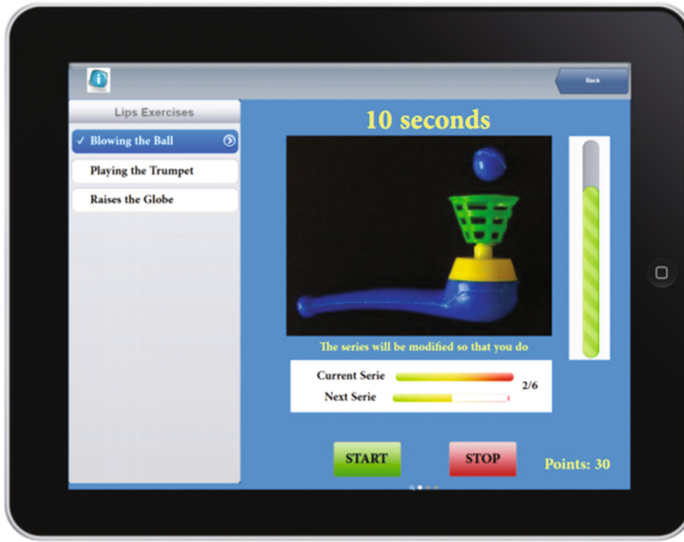 Back
Lips Exercises
✓ Blowing the Ball
Playing the Trumpet
Raises the Globe
10 seconds
The series will be modified so that you do
Current Serie
2/6
Next Serie
START
STOP
Points: 30